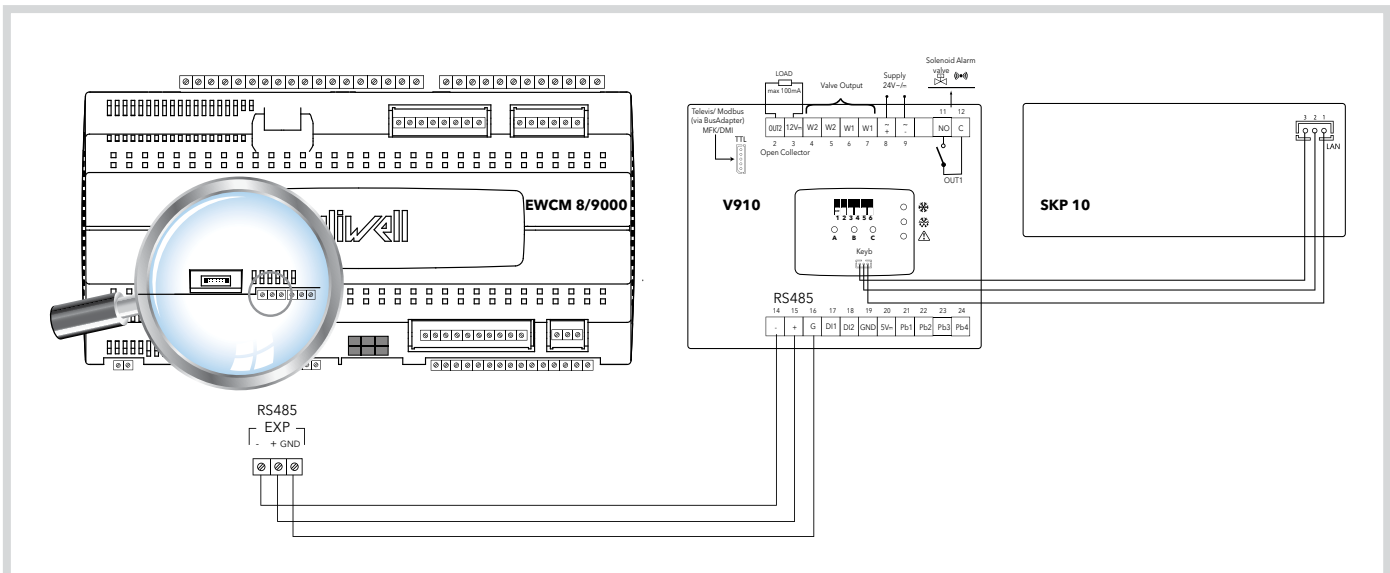 EWCM 8/9000
RS485
EXP
- + GND
LOAD
max 100mA
Valve Output
Supply
24V~/=
Solenoid Alarm
valve
Televis/ Modbus
(via BusAdapter)
MFK/DMI
TTL
OUT2 12V= W2 W2 W1 W1 ~ + ~ - NO C
2 3 4 5 6 7 8 9 11 12
Open Collector
OUT1
V910
1 2 3 4 5 6
A B C
Keyb
RS485
14 15 16 17 18 19 20 21 22 23 24
- + G DI1 DI2 GND 5V= Pb1 Pb2 Pb3 Pb4
SKP 10
3 2 1
LAN